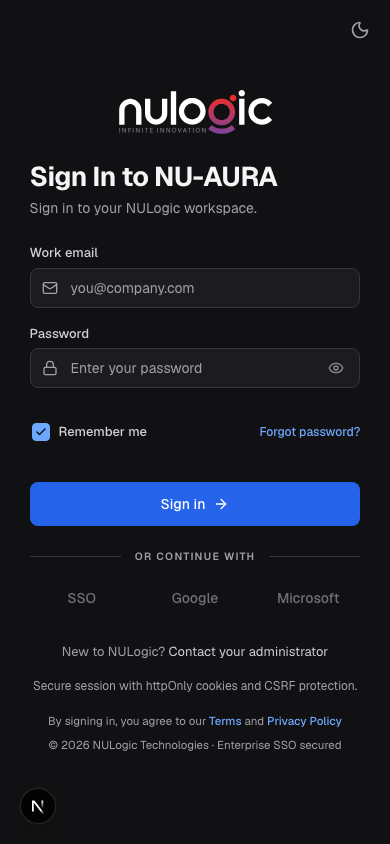 nulogic
INFINITE INNOVATION
Sign In to NU-AURA
Sign in to your NULogic workspace.
Work email
you@company.com
Password
Enter your password
Remember me
Forgot password?
Sign in →
OR CONTINUE WITH
SSO
Google
Microsoft
New to NULogic? Contact your administrator
Secure session with httpOnly cookies and CSRF protection.
By signing in, you agree to our Terms and Privacy Policy
© 2026 NULogic Technologies · Enterprise SSO secured
N